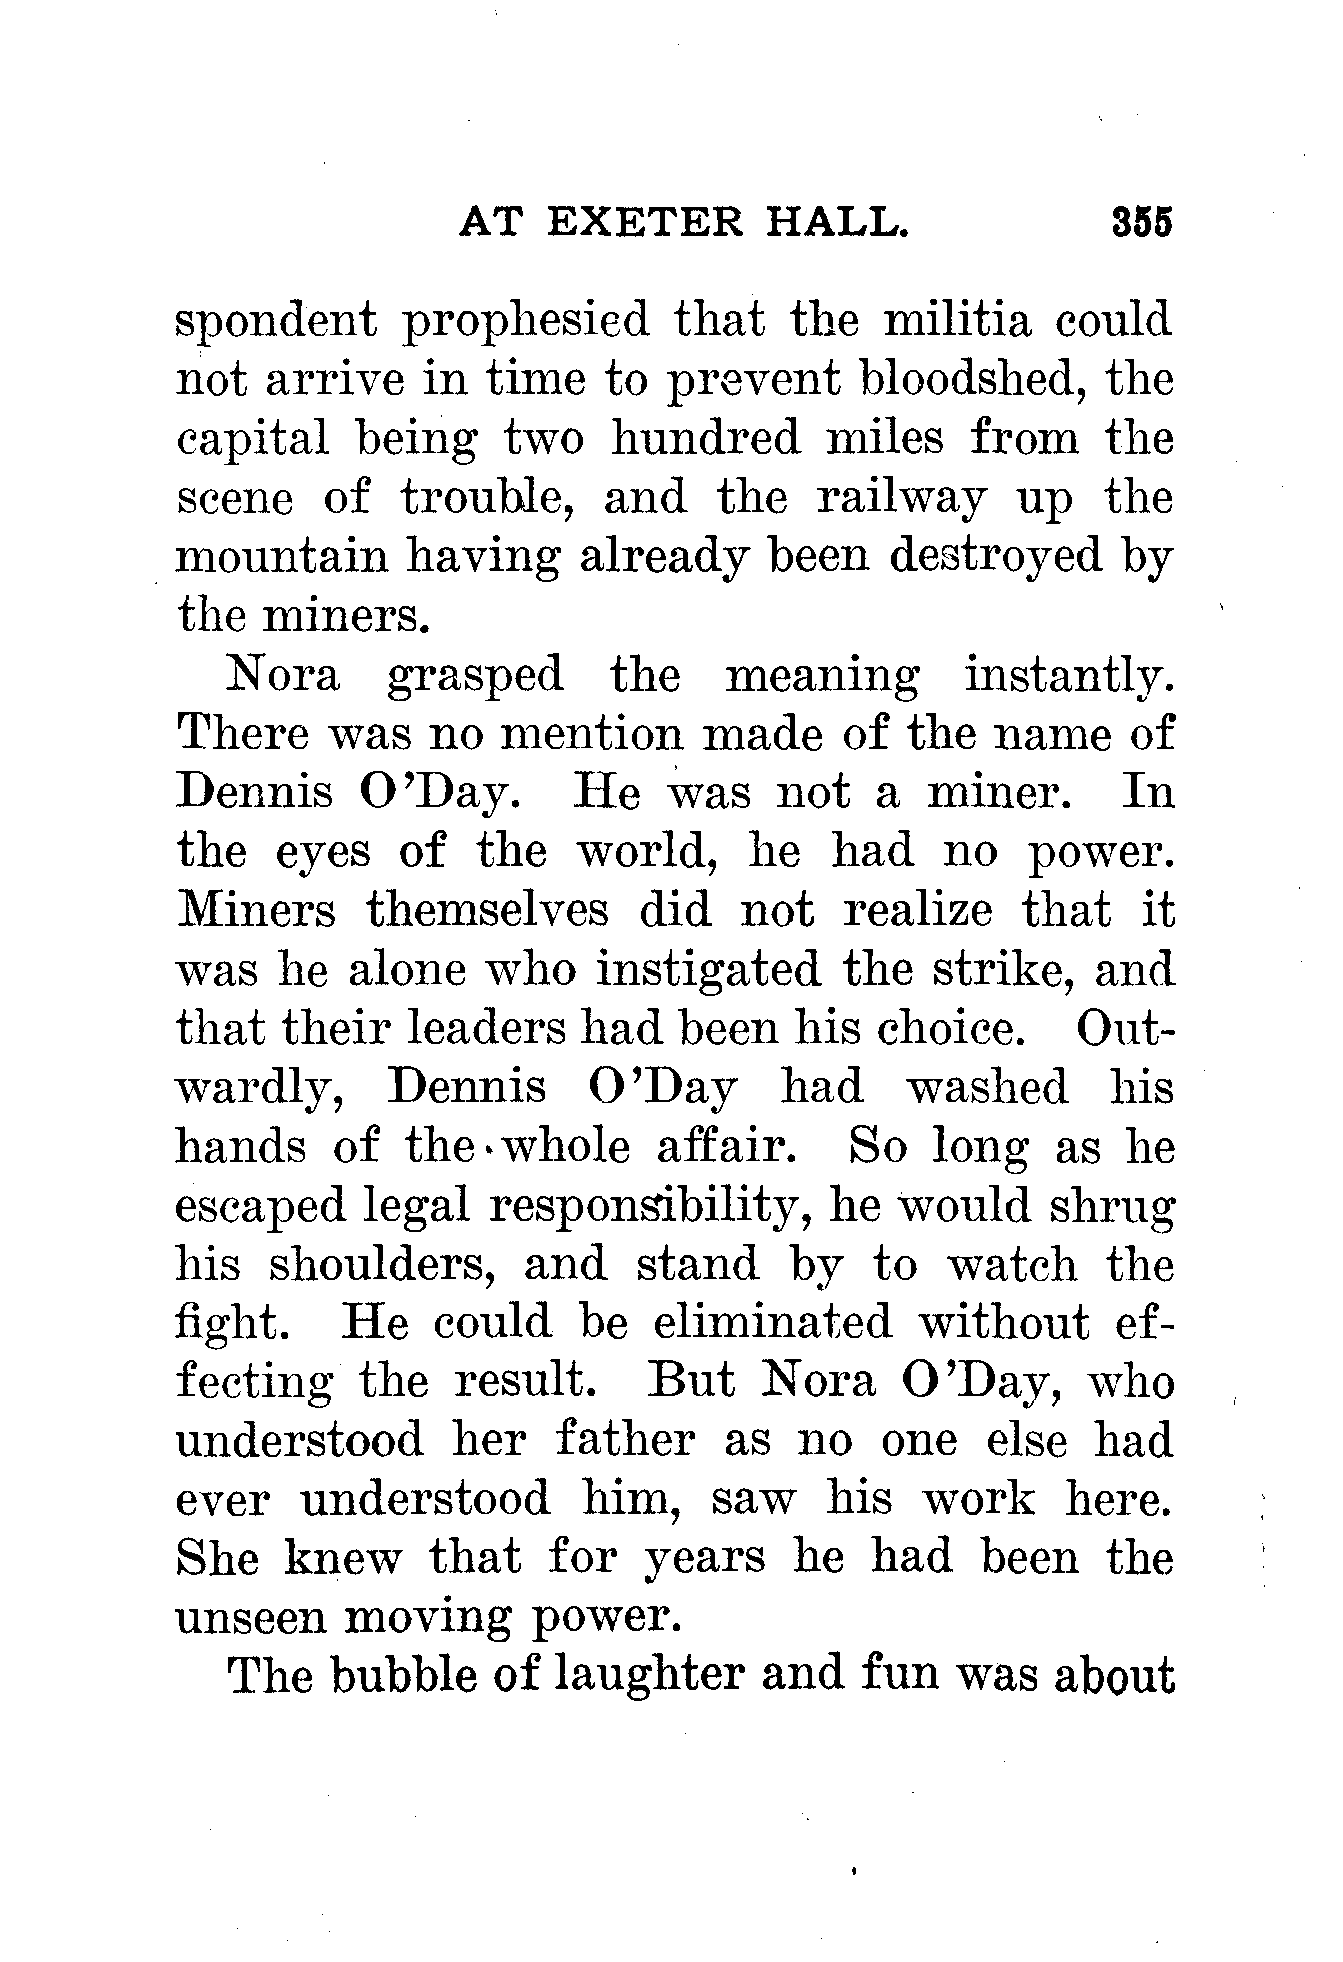 AT EXETER HALL. 355
spondent prophesied that the militia could
not arrive in time to prevent bloodshed, the
capital being two hundred miles from the
scene of trouble, and the railway up the
mountain having already been destroyed by
the miners.
Nora grasped the meaning instantly.
There was no mention made of the name of
Dennis O'Day. He was not a miner. In
the eyes of the world, he had no power.
Miners themselves did not realize that it
was he alone who instigated the strike, and
that their leaders had been his choice. Out-
wardly, Dennis O'Day had washed his
hands of the whole affair. So long as he
escaped legal responsibility, he would shrug
his shoulders, and stand by to watch the
fight. He could be eliminated without ef-
fecting the result. But Nora O'Day, who
understood her father as no one else had
ever understood him, saw his work here.
She knew that for years he had been the
unseen moving power.
The bubble of laughter and fun was about